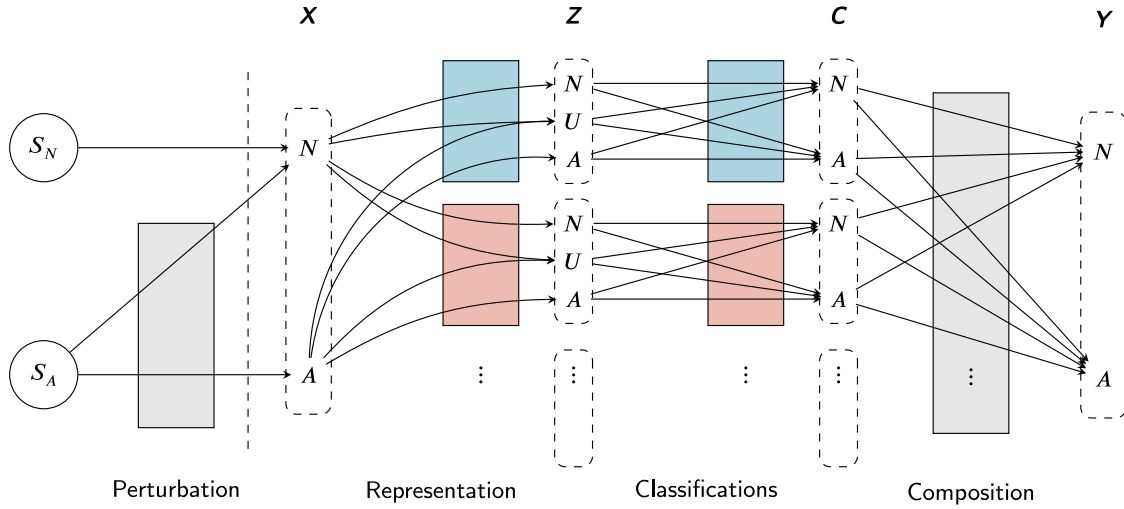 X Z C Y
N N
U
A A
S_N N N
N N
U
A A
S_A A ⋮ ⋮ ⋮ ⋮ ⋮ A
Perturbation Representation Classifications Composition